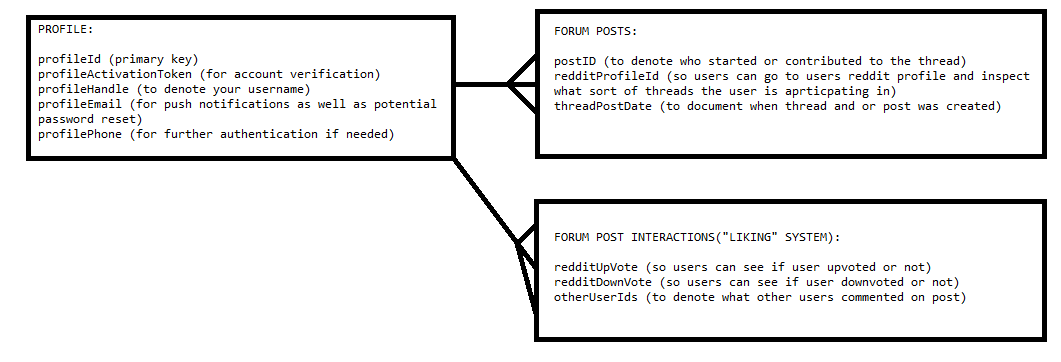 PROFILE:
profileId (primary key)
profileActivationToken (for account verification)
profileHandle (to denote your username)
profileEmail (for push notifications as well as potential
password reset)
profilePhone (for further authentication if needed)
FORUM POSTS:
postID (to denote who started or contributed to the thread)
redditProfileId (so users can go to users reddit profile and inspect
what sort of threads the user is aprticpating in)
threadPostDate (to document when thread and or post was created)
FORUM POST INTERACTIONS("LIKING" SYSTEM):
redditUpVote (so users can see if user upvoted or not)
redditDownVote (so users can see if user downvoted or not)
otherUserIds (to denote what other users commented on post)